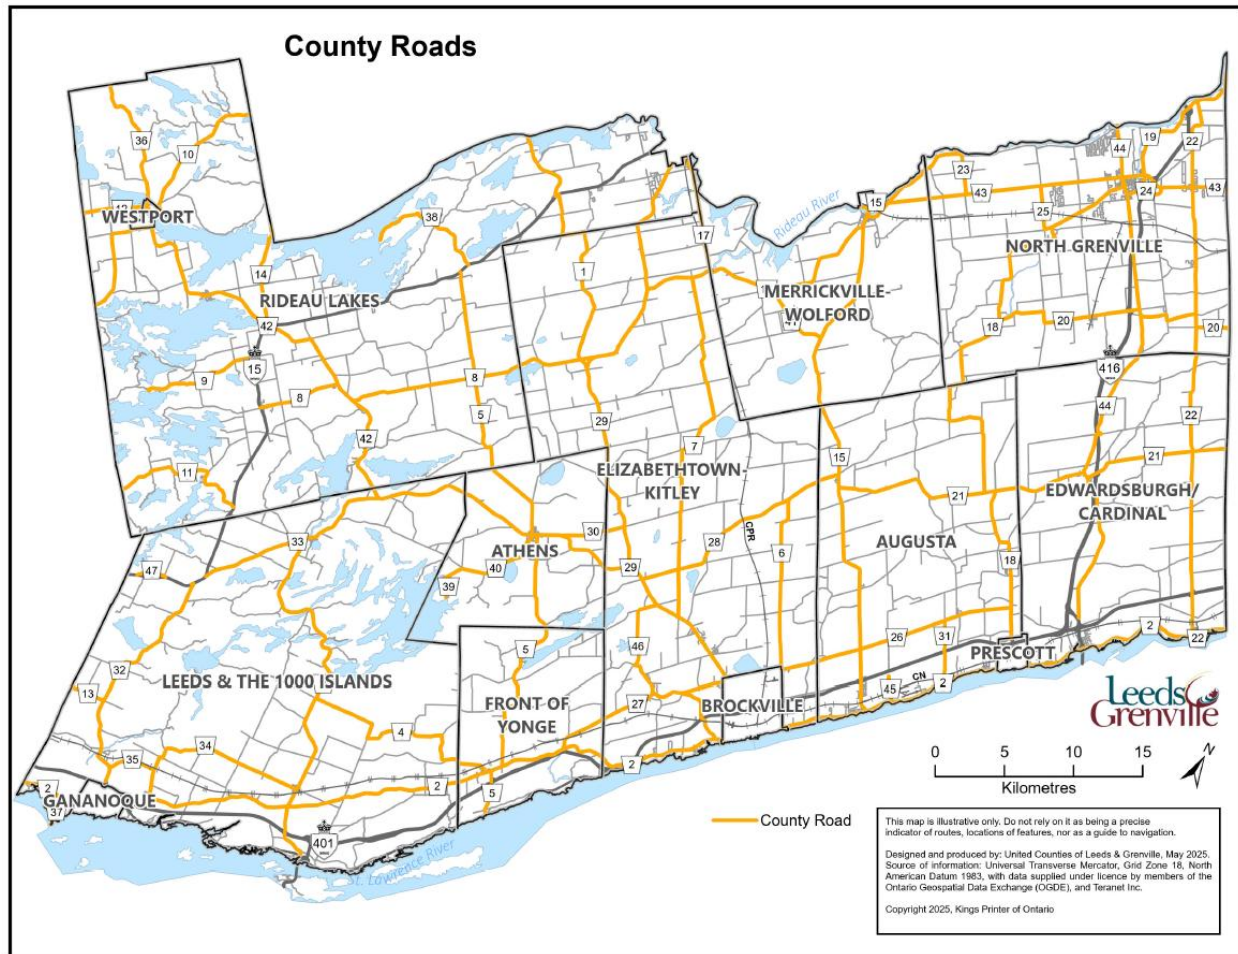 County Roads
36
10
12
WESTPORT
38
14
RIDEAU LAKES
42
15
9
8
8
5
42
11
1
17
29
7
ELIZABETHTOWN-
KITLEY
Rideau River
15
MERRICKVILLE-
WOLFORD
41
23
43
44
19
22
24
43
25
NORTH GRENVILLE
18
20
20
416
44
22
21
EDWARDSBURGH/
CARDINAL
15
21
AUGUSTA
18
CPR
28
6
30
ATHENS
29
40
39
33
47
32
13
LEEDS & THE 1000 ISLANDS
5
FRONT OF
YONGE
46
27
BROCKVILLE
26
31
PRESCOTT
2
22
45
CN
2
4
34
35
2
GANANOQUE
37
2
5
2
401
St. Lawrence River
Leeds
Grenville
0 5 10 15
Kilometres
N
County Road
This map is illustrative only. Do not rely on it as being a precise
indicator of routes, locations of features, nor as a guide to navigation.
Designed and produced by: United Counties of Leeds & Grenville, May 2025.
Source of information: Universal Transverse Mercator, Grid Zone 18, North
American Datum 1983, with data supplied under licence by members of the
Ontario Geospatial Data Exchange (OGDE), and Teranet Inc.
Copyright 2025, Kings Printer of Ontario